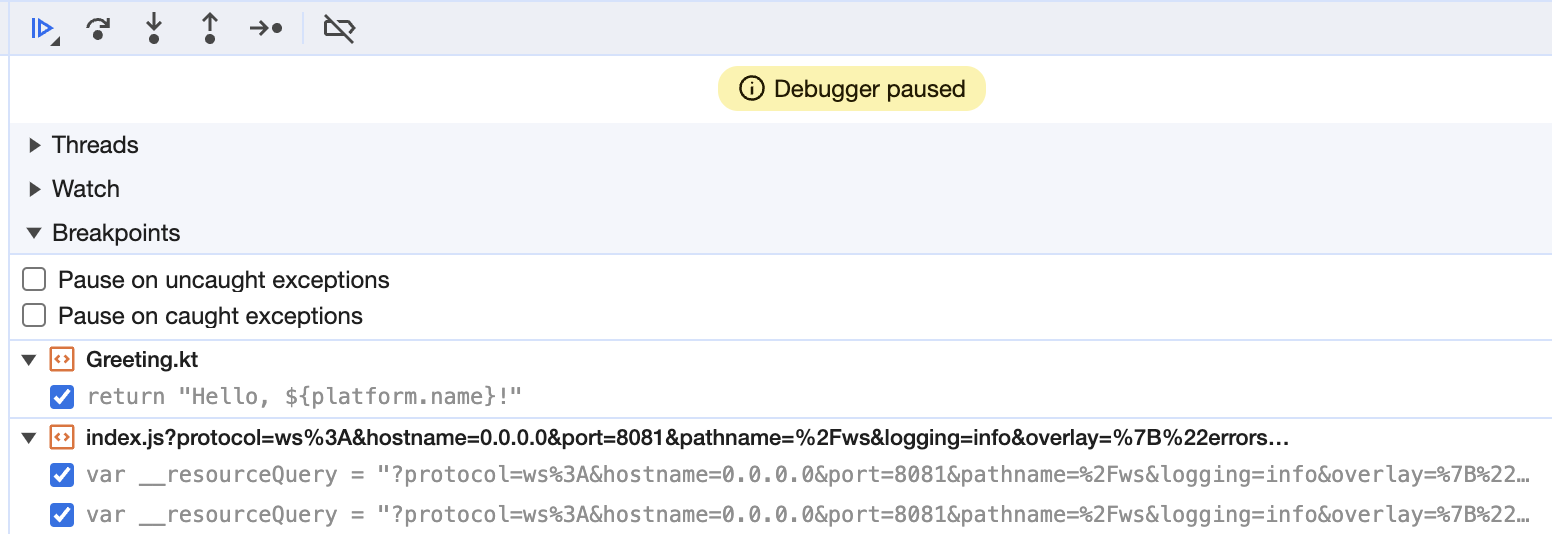 Debugger paused
Threads
Watch
Breakpoints
Pause on uncaught exceptions
Pause on caught exceptions
Greeting.kt
return "Hello, ${platform.name}!"
index.js?protocol=ws%3A&hostname=0.0.0.0&port=8081&pathname=%2Fws&logging=info&overlay=%7B%22errors…
var __resourceQuery = "?protocol=ws%3A&hostname=0.0.0.0&port=8081&pathname=%2Fws&logging=info&overlay=%7B%22…
var __resourceQuery = "?protocol=ws%3A&hostname=0.0.0.0&port=8081&pathname=%2Fws&logging=info&overlay=%7B%22…